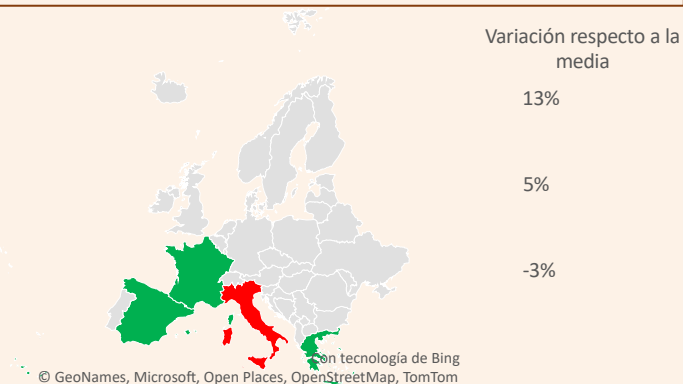 Variación respecto a la
media
13%
5%
-3%
Con tecnología de Bing
© GeoNames, Microsoft, Open Places, OpenStreetMap, TomTom